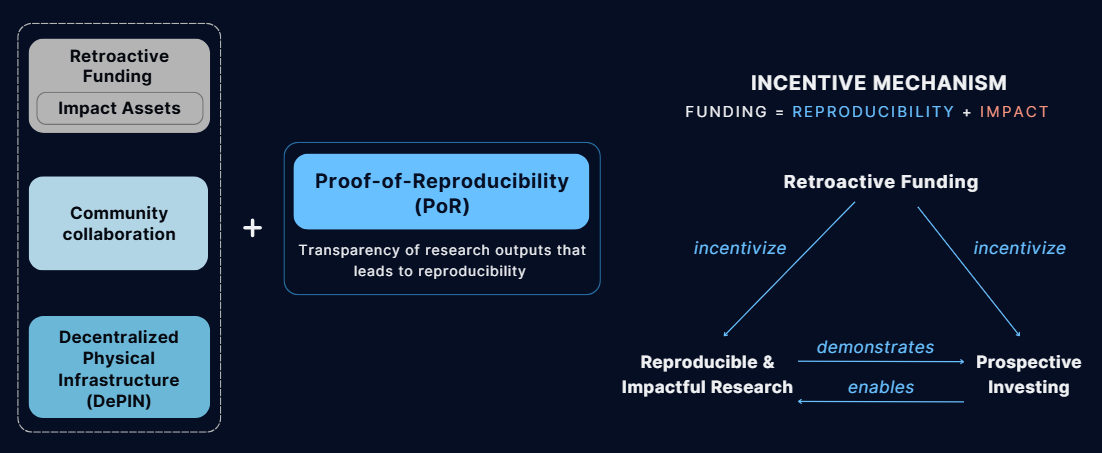 Retroactive
Funding
Impact Assets
Community
collaboration
Decentralized
Physical
Infrastructure
(DePIN)
+
Proof-of-Reproducibility
(PoR)
Transparency of research outputs that
leads to reproducibility
INCENTIVE MECHANISM
FUNDING = REPRODUCIBILITY + IMPACT
Retroactive Funding
incentivize
incentivize
demonstrates
Reproducible &
Impactful Research
Prospective
Investing
enables